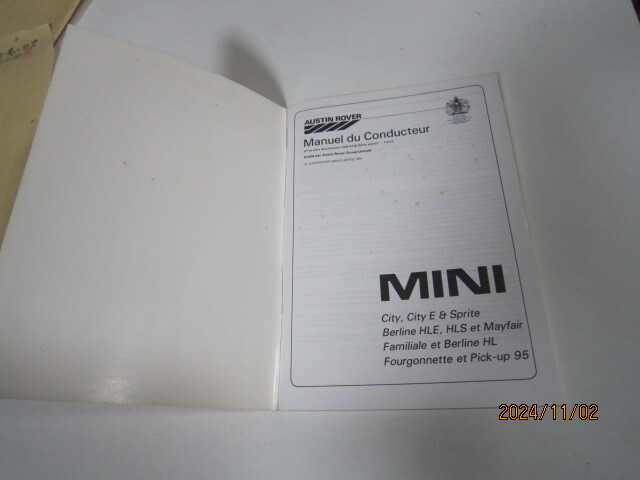 AUSTIN ROVER
Manuel du Conducteur
MINI
City, City E & Sprite
Berline HLE, HLS et Mayfair
Familiale et Berline HL
Fourgonnette et Pick-up 95
2024/11/02